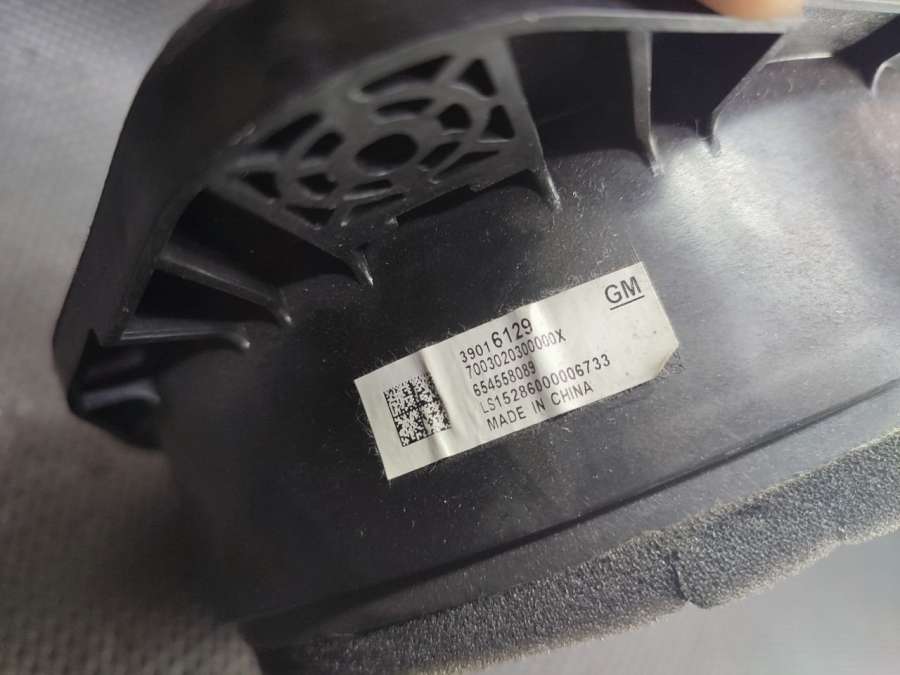 GM
39016129
7003020300000X
654558089
LS15286000006733
MADE IN CHINA